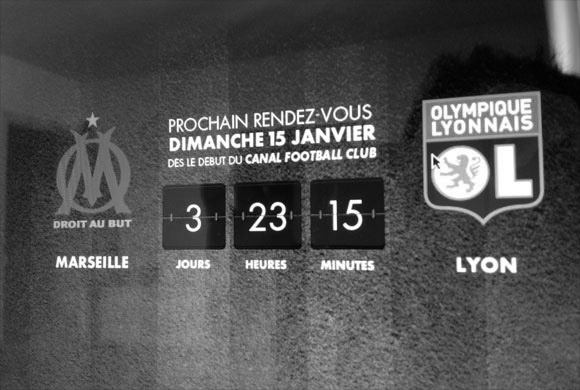 PROCHAIN RENDEZ-VOUS
DIMANCHE 15 JANVIER
DÈS LE DEBUT DU CANAL FOOTBALL CLUB
OLYMPIQUE
LYONNAIS
OL
M
DROIT AU BUT
3 23 15
JOURS HEURES MINUTES
MARSEILLE
LYON